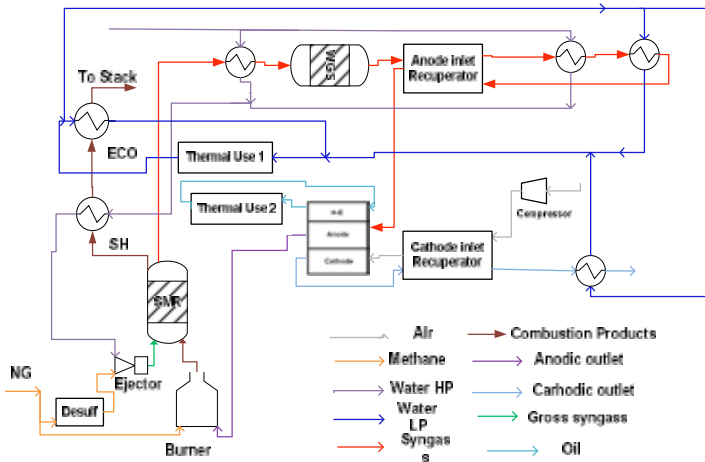 To Stack
WGS
Anode inlet
Recuperator
ECO
Thermal Use 1
Thermal Use 2
Compressor
H-E
Anode
Cathode
Cathode inlet
Recuperator
SH
SMR
NG
Desulf
Ejector
Burner
Air
Combustion Products
Methane
Anodic outlet
Water HP
Carhodic outlet
Water
LP
Gross syngass
Syngas
s
Oil